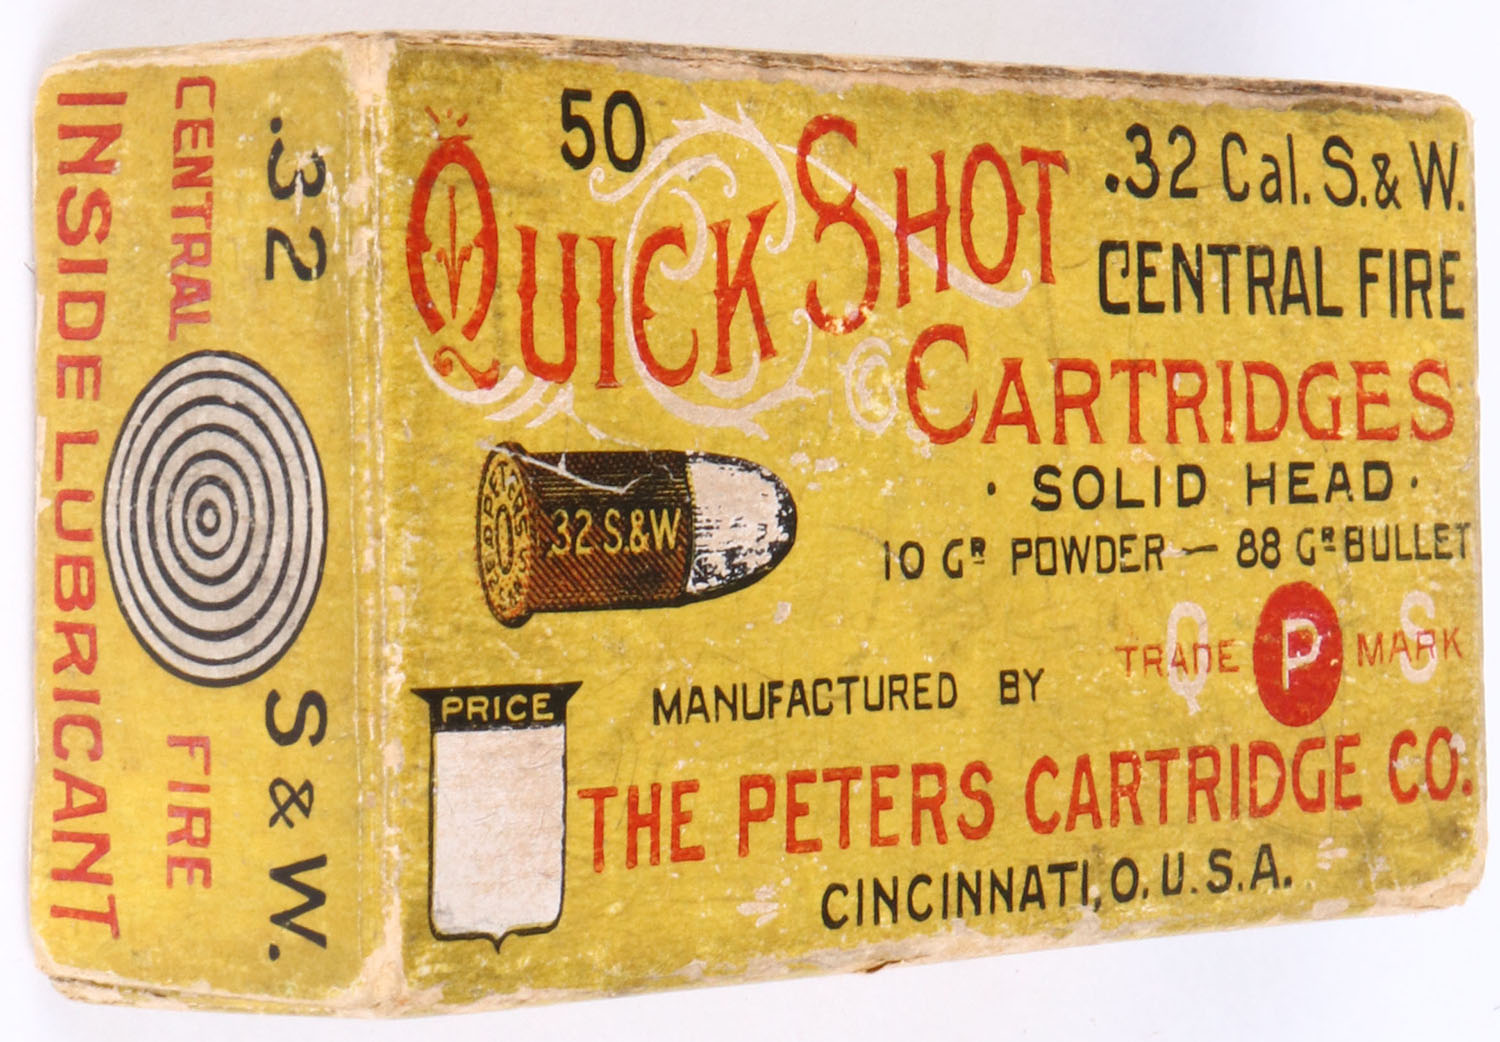 INSIDE LUBRICANT
CENTRAL FIRE
.32 S & W.
50
QUICK SHOT
CARTRIDGES
.32 Cal. S. & W.
CENTRAL FIRE
· SOLID HEAD ·
10 GR POWDER — 88 GR BULLET
PETERS
.32 S.&W
TRADE P MARK
Q S
PRICE
MANUFACTURED BY
THE PETERS CARTRIDGE CO.
CINCINNATI, O. U.S.A.